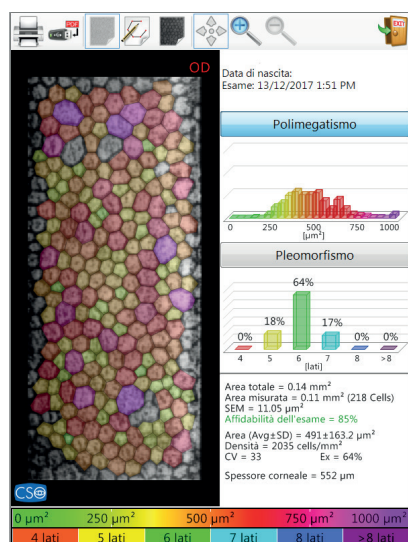 PDF
EXIT
OD
Data di nascita:
Esame: 13/12/2017 1:51 PM
Polimegatismo
0 250 500 750 1000
[µm²]
Pleomorfismo
0% 18% 64% 17% 0% 0%
4 5 6 7 8 >8
[lati]
Area totale = 0.14 mm²
Area misurata = 0.11 mm² (218 Cells)
SEM = 11.05 µm²
Affidabilità dell'esame = 85%
Area (Avg±SD) = 491±163.2 µm²
Densità = 2035 cells/mm²
CV = 33 Ex = 64%
Spessore corneale = 552 µm
CSO
0 µm² 250 µm² 500 µm² 750 µm² 1000 µm²
4 lati 5 lati 6 lati 7 lati 8 lati >8 lati